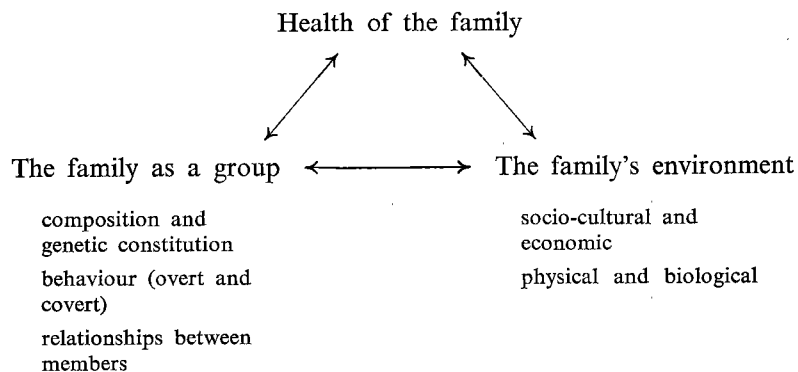 Health of the family
The family as a group
The family's environment
composition and
genetic constitution
behaviour (overt and
covert)
relationships between
members
socio-cultural and
economic
physical and biological